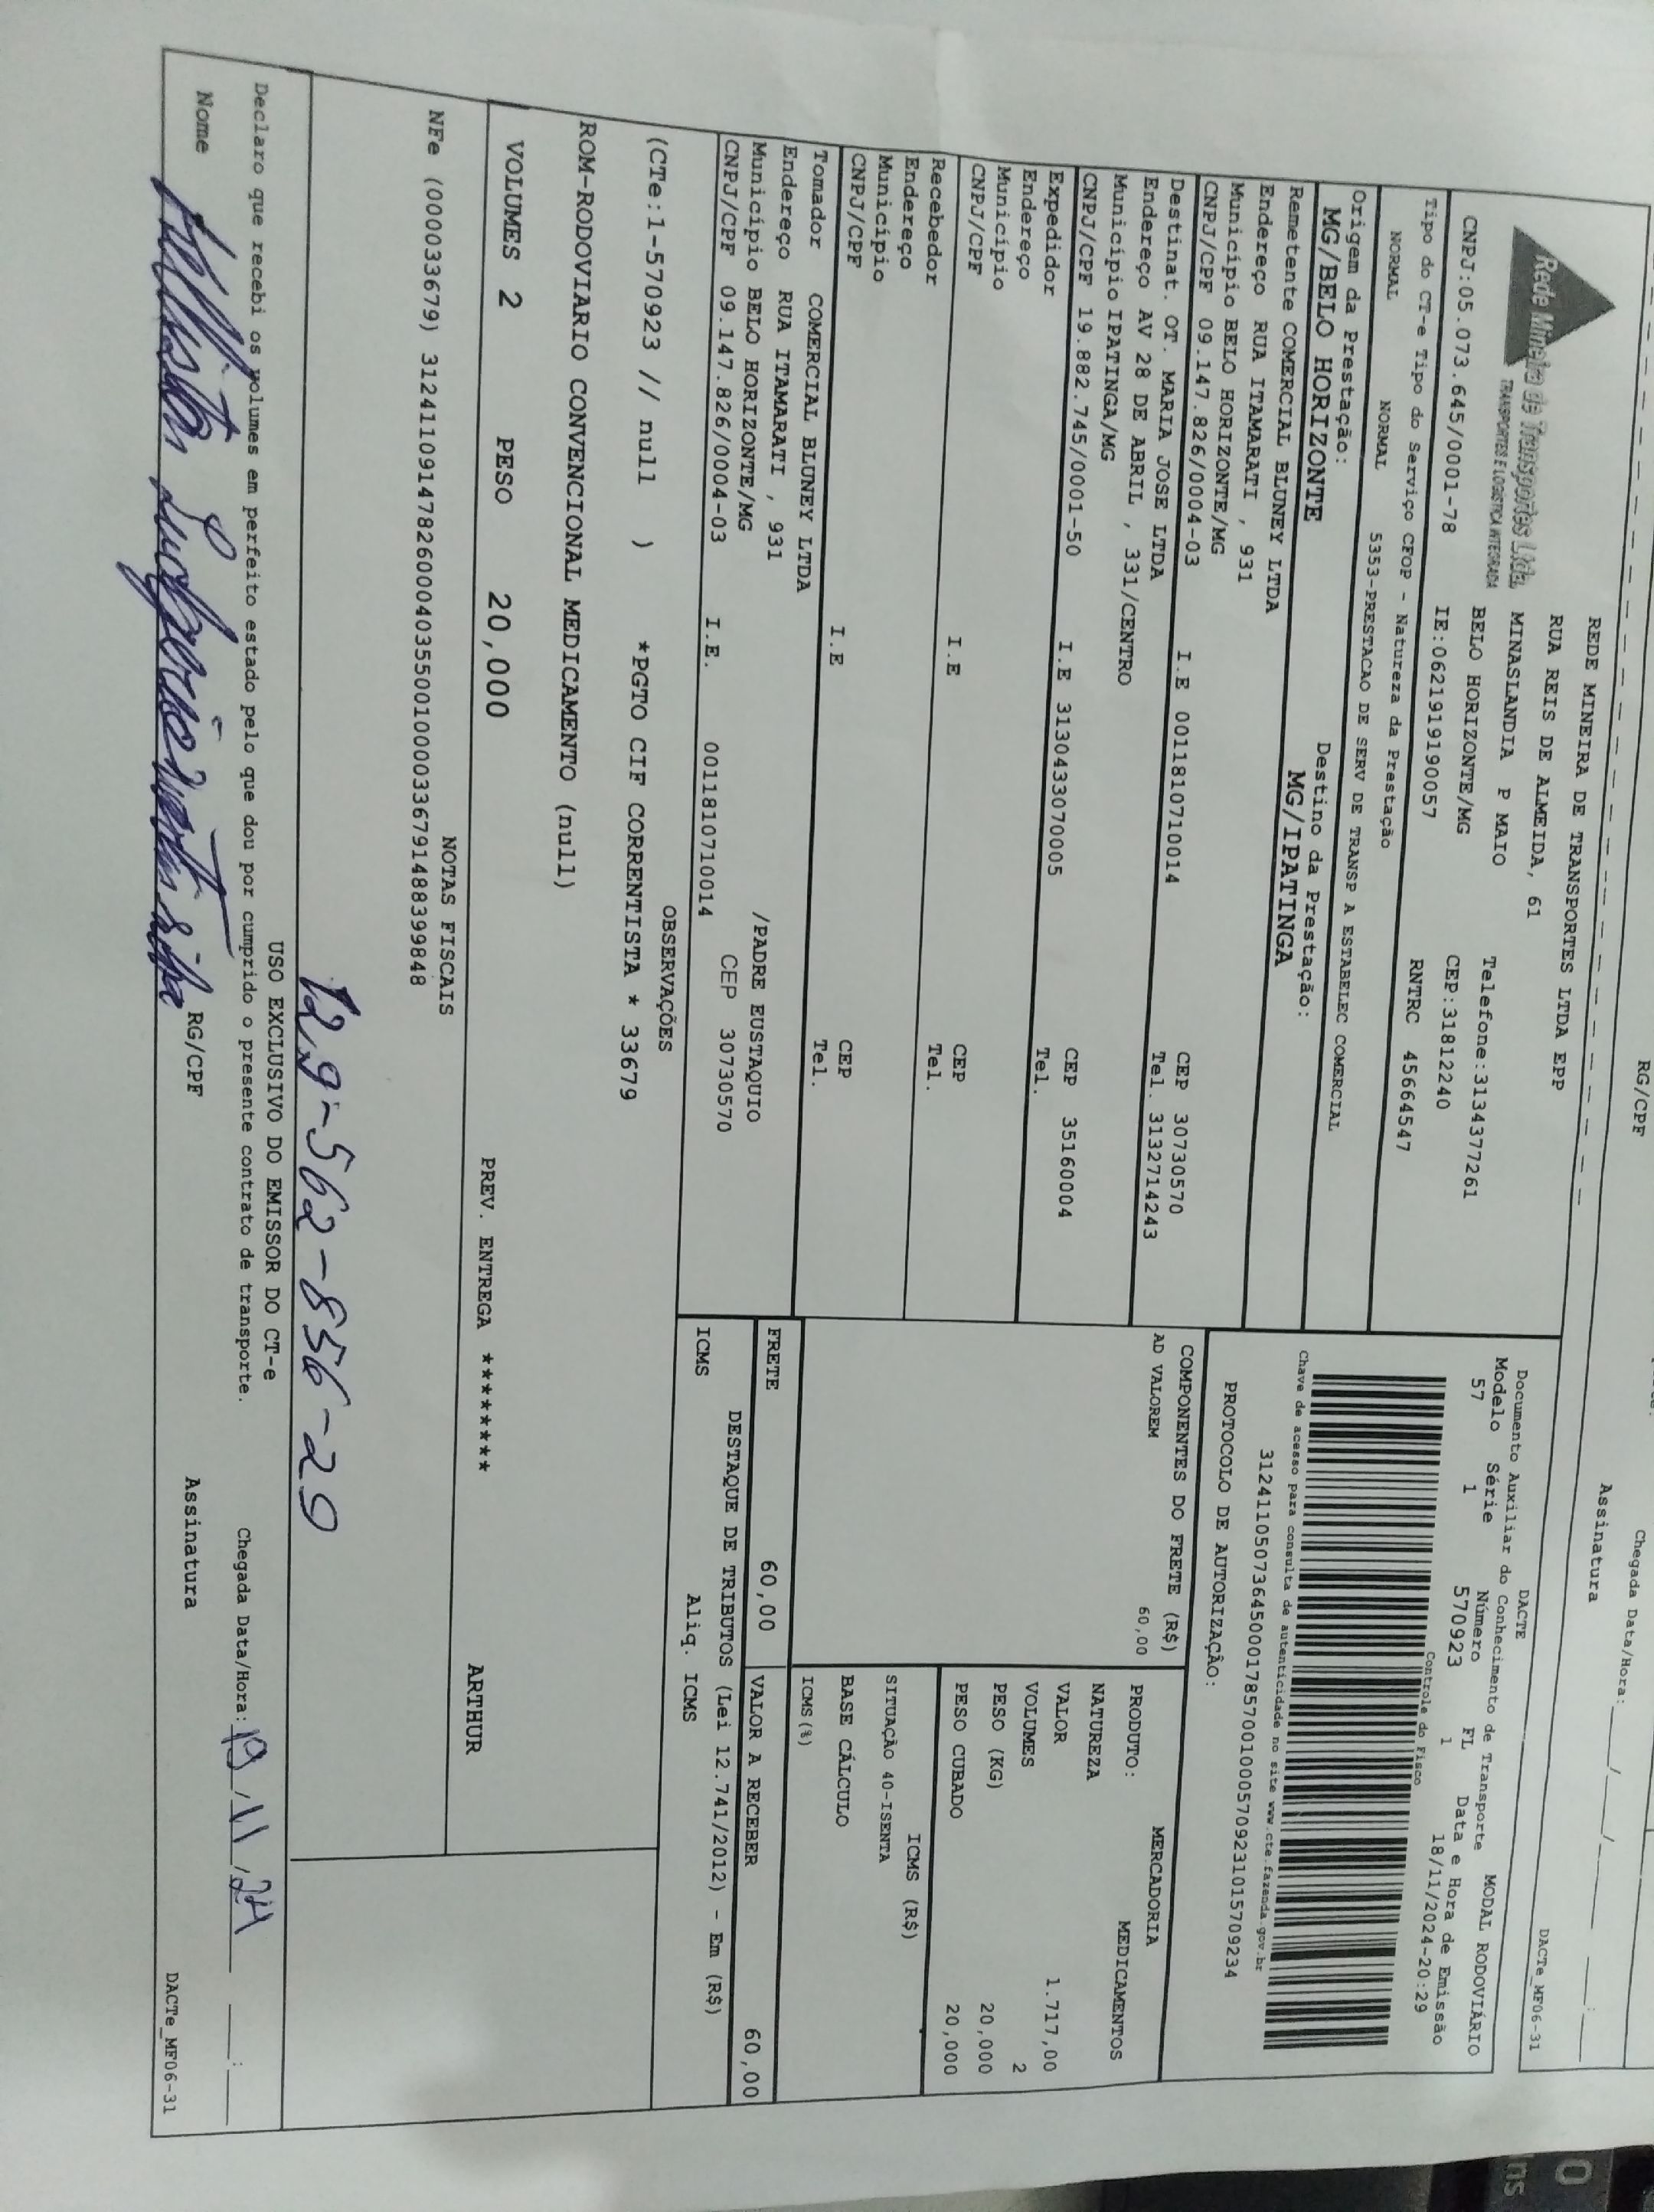 RG/CPF
Assinatura
Chegada Data/Hora: ___/___/___ ___:___
DACTe_MF06-31
Rede Mineira de Transportes Ltda.
TRANSPORTES E LOGÍSTICA INTEGRADA
REDE MINEIRA DE TRANSPORTES LTDA EPP
RUA REIS DE ALMEIDA, 61
MINASLANDIA P MAIO
Telefone:3134377261
BELO HORIZONTE/MG
CEP:31812240
CNPJ:05.073.645/0001-78
IE:0621919190057
RNTRC 45664547
Tipo do CT-e Tipo do Serviço CFOP - Natureza da Prestação
NORMAL NORMAL 5353-PRESTACAO DE SERV DE TRANSP A ESTABELEC COMERCIAL
Origem da Prestação: Destino da Prestação:
MG/BELO HORIZONTE MG/IPATINGA
DACTE
Documento Auxiliar do Conhecimento de Transporte MODAL RODOVIÁRIO
Modelo Série Número FL Data e Hora de Emissão
57 1 570923 1 18/11/2024-20:29
Controle do Fisco
Chave de acesso para consulta de autenticidade no site www.cte.fazenda.gov.br
31241105073645000178570010005709231015709234
PROTOCOLO DE AUTORIZAÇÃO:
Remetente COMERCIAL BLUNEY LTDA
Endereço RUA ITAMARATI , 931
Município BELO HORIZONTE/MG CEP 30730570
CNPJ/CPF 09.147.826/0004-03 I.E 0011810710014 Tel. 3132714243
Destinat. OT. MARIA JOSE LTDA
Endereço AV 28 DE ABRIL , 331/CENTRO
Município IPATINGA/MG CEP 35160004
CNPJ/CPF 19.882.745/0001-50 I.E 3130433070005 Tel.
Expedidor
Endereço
Município CEP
CNPJ/CPF I.E Tel.
Recebedor
Endereço
Município CEP
CNPJ/CPF I.E Tel.
Tomador COMERCIAL BLUNEY LTDA
Endereço RUA ITAMARATI , 931 /PADRE EUSTAQUIO
Município BELO HORIZONTE/MG CEP 30730570
CNPJ/CPF 09.147.826/0004-03 I.E. 0011810710014
COMPONENTES DO FRETE (R$)
AD VALOREM 60,00
PRODUTO: MERCADORIA
NATUREZA MEDICAMENTOS
VALOR 1.717,00
VOLUMES 2
PESO (KG) 20,000
PESO CUBADO 20,000
ICMS (R$)
SITUAÇÃO 40-ISENTA
BASE CÁLCULO
ICMS(%)
FRETE 60,00 VALOR A RECEBER 60,00
DESTAQUE DE TRIBUTOS (Lei 12.741/2012) - Em (R$)
ICMS Aliq. ICMS
OBSERVAÇÕES
(CTe:1-570923 // null ) *PGTO CIF CORRENTISTA * 33679
ROM-RODOVIARIO CONVENCIONAL MEDICAMENTO (null)
VOLUMES 2 PESO 20,000 PREV. ENTREGA ******** ARTHUR
NOTAS FISCAIS
NFe (000033679) 31241109147826000403550010000336791488399848
129-562-856-29
USO EXCLUSIVO DO EMISSOR DO CT-e
Declaro que recebi os volumes em perfeito estado pelo que dou por cumprido o presente contrato de transporte. Chegada Data/Hora: 19/11/24 ___:___
Nome RG/CPF Assinatura
DACTe_MF06-31